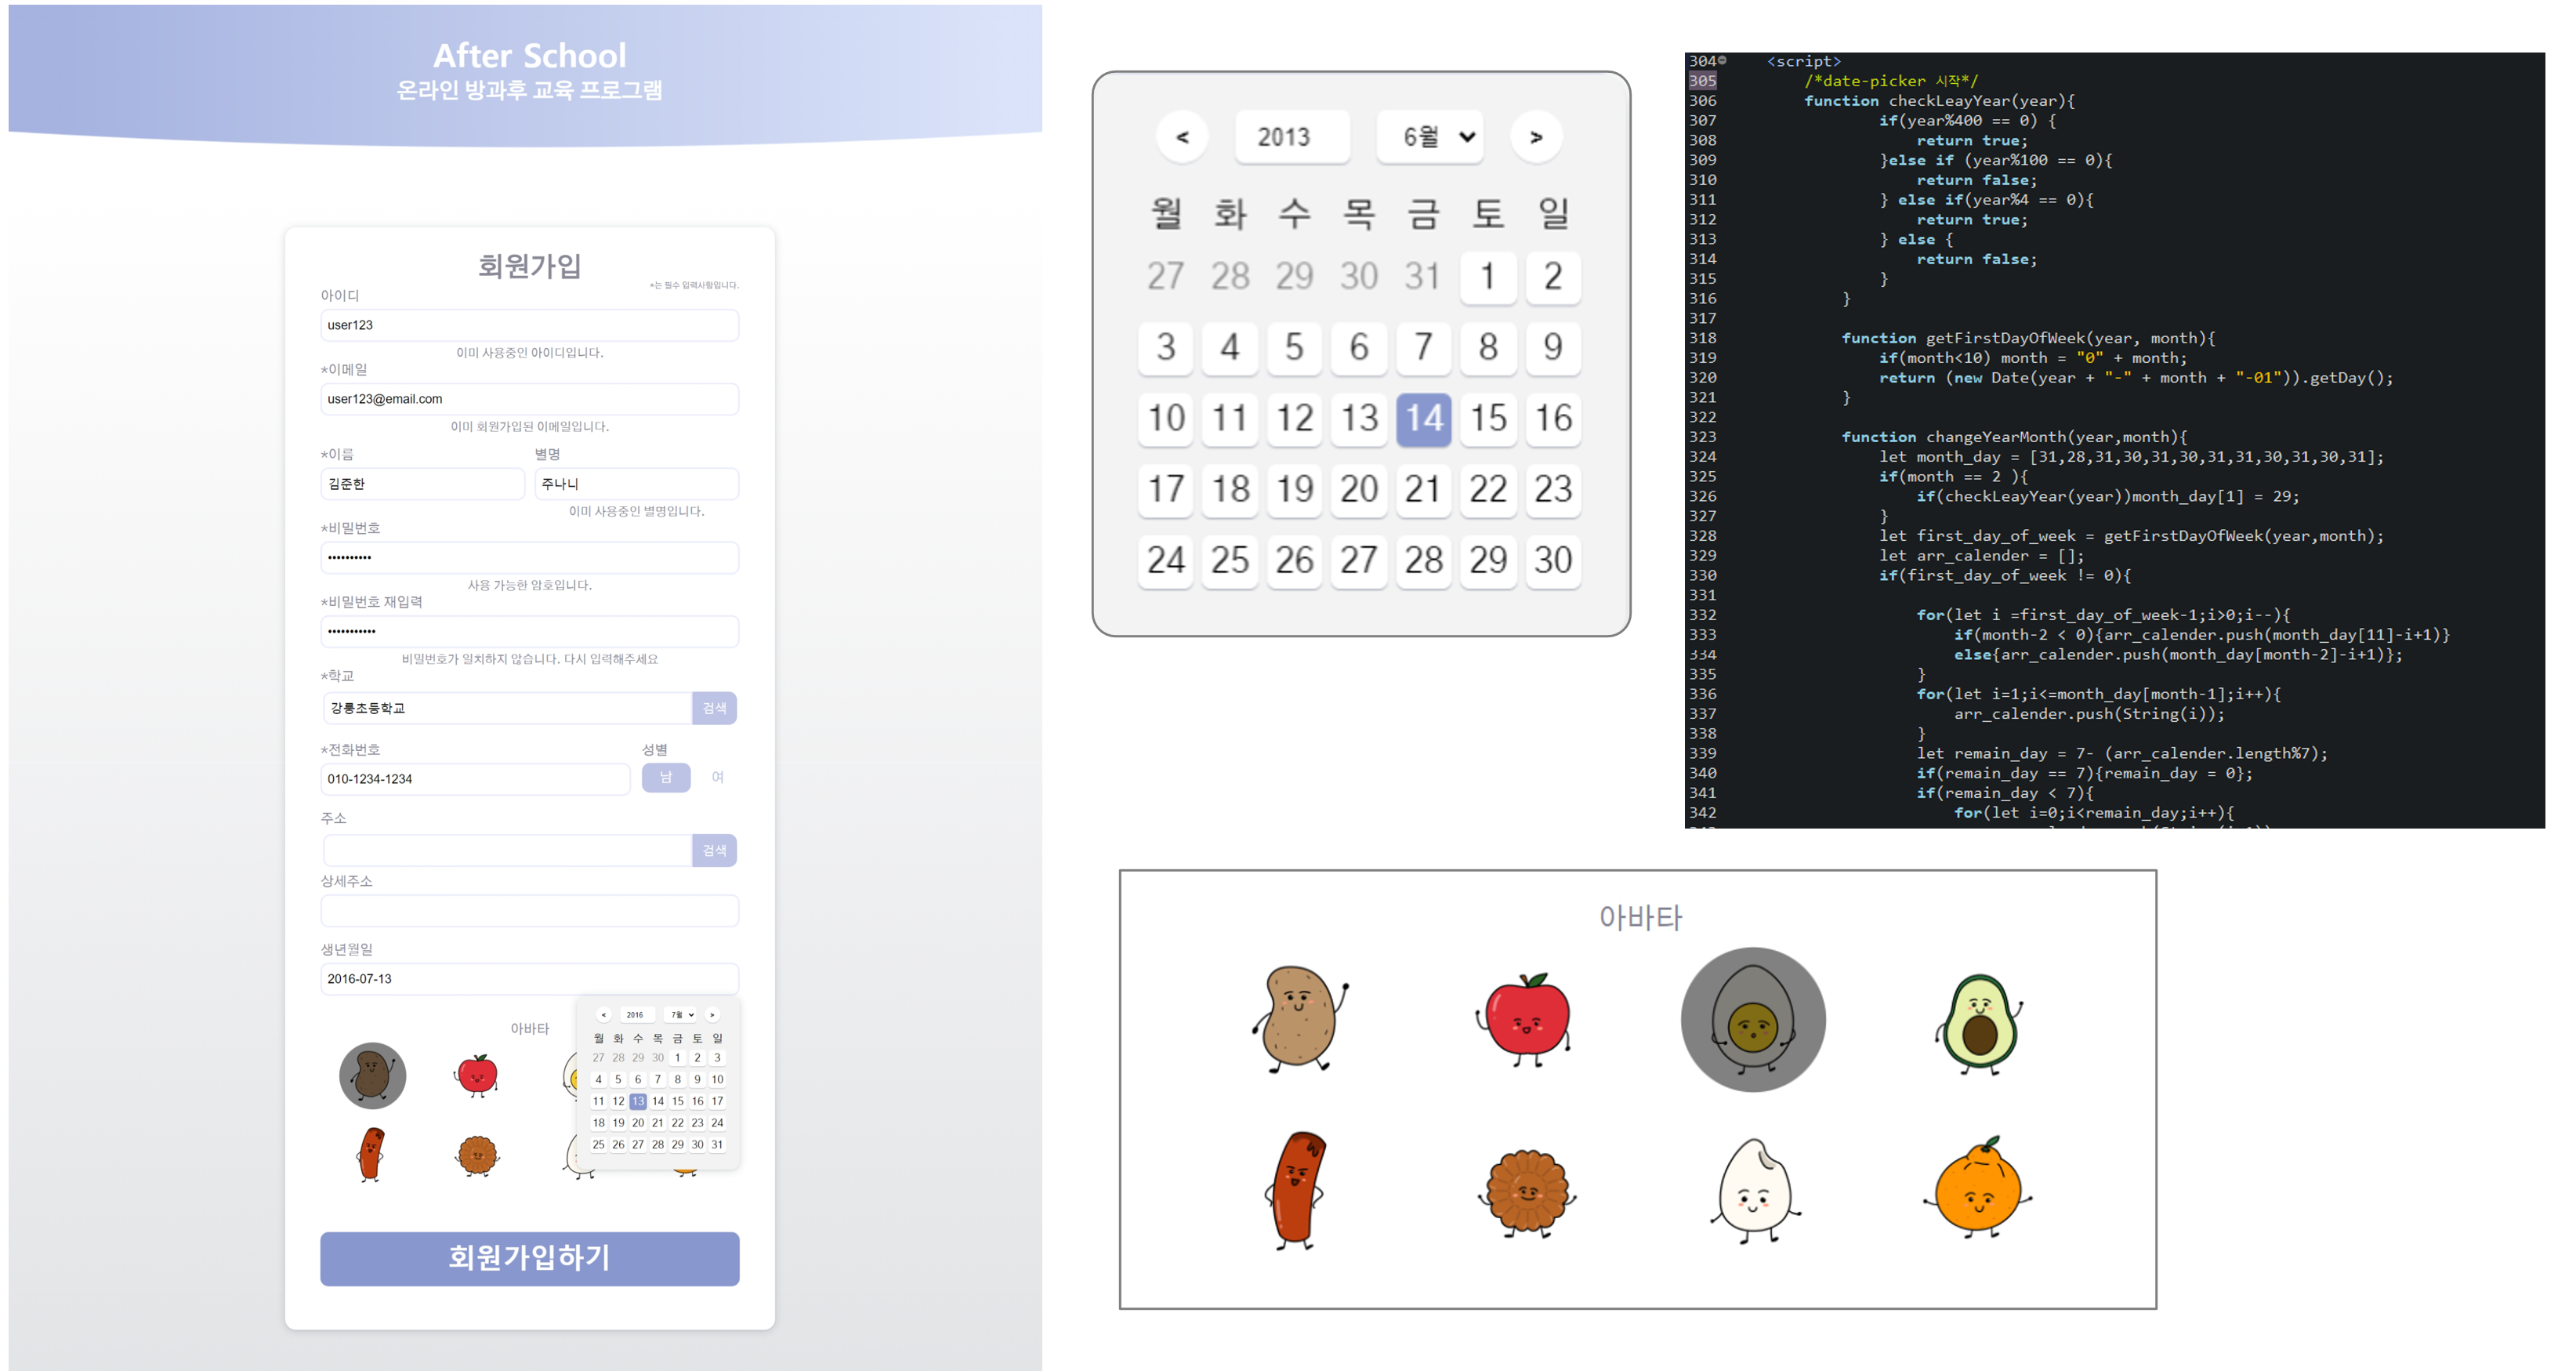 After School
온라인 방과후 교육 프로그램
회원가입
*는 필수 입력사항입니다.
아이디
user123
이미 사용중인 아이디입니다.
*이메일
user123@email.com
이미 회원가입된 이메일입니다.
*이름 별명
김준한 주나니
이미 사용중인 별명입니다.
*비밀번호
••••••••••
사용 가능한 암호입니다.
*비밀번호 재입력
•••••••••••
비밀번호가 일치하지 않습니다. 다시 입력해주세요
*학교
강릉초등학교 검색
*전화번호 성별
010-1234-1234 남 여
주소
검색
상세주소
생년월일
2016-07-13
아바타
< 2016 7월 >
월 화 수 목 금 토 일
27 28 29 30 1 2 3
4 5 6 7 8 9 10
11 12 13 14 15 16 17
18 19 20 21 22 23 24
25 26 27 28 29 30 31
회원가입하기
< 2013 6월 >
월 화 수 목 금 토 일
27 28 29 30 31 1 2
3 4 5 6 7 8 9
10 11 12 13 14 15 16
17 18 19 20 21 22 23
24 25 26 27 28 29 30
304 <script>
305 /*date-picker 시작*/
306 function checkLeayYear(year){
307 if(year%400 == 0) {
308 return true;
309 }else if (year%100 == 0){
310 return false;
311 } else if(year%4 == 0){
312 return true;
313 } else {
314 return false;
315 }
316 }
317
318 function getFirstDayOfWeek(year, month){
319 if(month<10) month = "0" + month;
320 return (new Date(year + "-" + month + "-01")).getDay();
321 }
322
323 function changeYearMonth(year,month){
324 let month_day = [31,28,31,30,31,30,31,31,30,31,30,31];
325 if(month == 2 ){
326 if(checkLeayYear(year))month_day[1] = 29;
327 }
328 let first_day_of_week = getFirstDayOfWeek(year,month);
329 let arr_calender = [];
330 if(first_day_of_week != 0){
331
332 for(let i =first_day_of_week-1;i>0;i--){
333 if(month-2 < 0){arr_calender.push(month_day[11]-i+1)}
334 else{arr_calender.push(month_day[month-2]-i+1)};
335 }
336 for(let i=1;i<=month_day[month-1];i++){
337 arr_calender.push(String(i));
338 }
339 let remain_day = 7- (arr_calender.length%7);
340 if(remain_day == 7){remain_day = 0};
341 if(remain_day < 7){
342 for(let i=0;i<remain_day;i++){
아바타